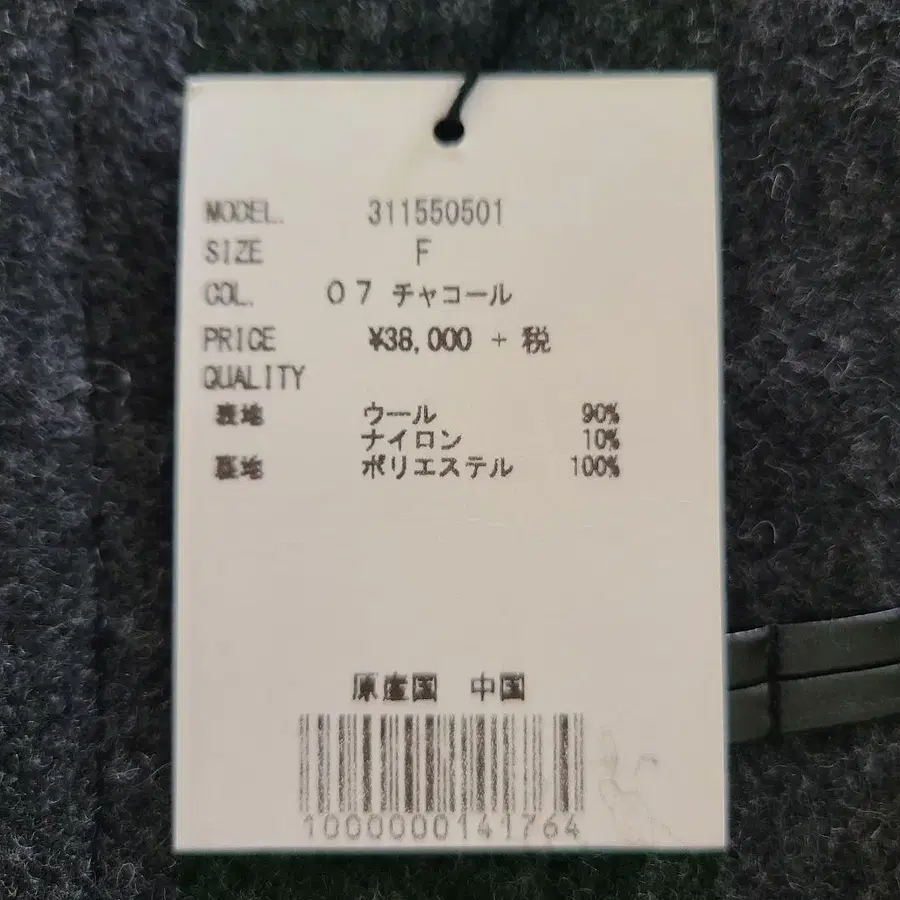 MODEL. 311550501
SIZE F
COL. 07 チャコール
PRICE ¥38,000 + 税
QUALITY
表地 ウール 90%
ナイロン 10%
裏地 ポリエステル 100%
原産国 中国
1000000141764